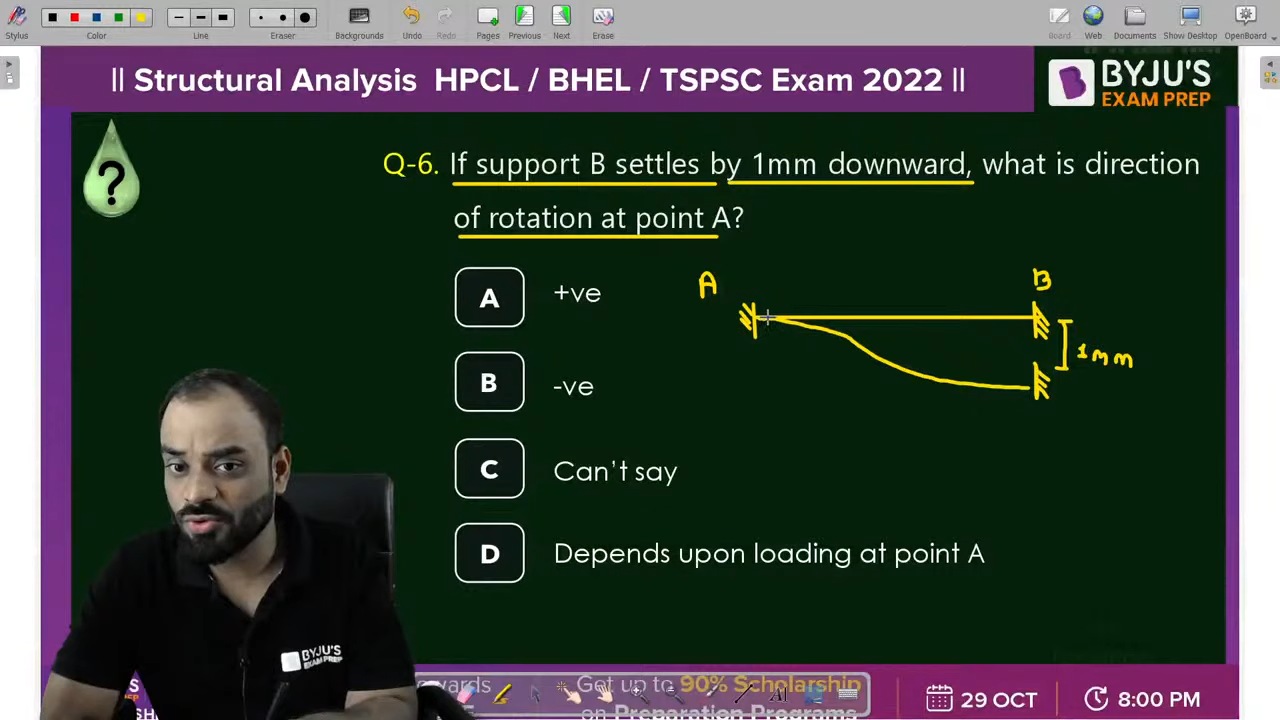 Stylus
Color
Line
Eraser
Backgrounds
Undo
Redo
Pages
Previous
Next
Erase
Board
Web
Documents
Show Desktop
OpenBoard
|| Structural Analysis HPCL / BHEL / TSPSC Exam 2022 ||
BYJU'S
EXAM PREP
?
Q-6. If support B settles by 1mm downward, what is direction
of rotation at point A?
A +ve
B -ve
C Can't say
D Depends upon loading at point A
A
B
1mm
BYJU'S
EXAM PREP
Get up to 90% Scholarship
on Preparation Programs
29 OCT
8:00 PM